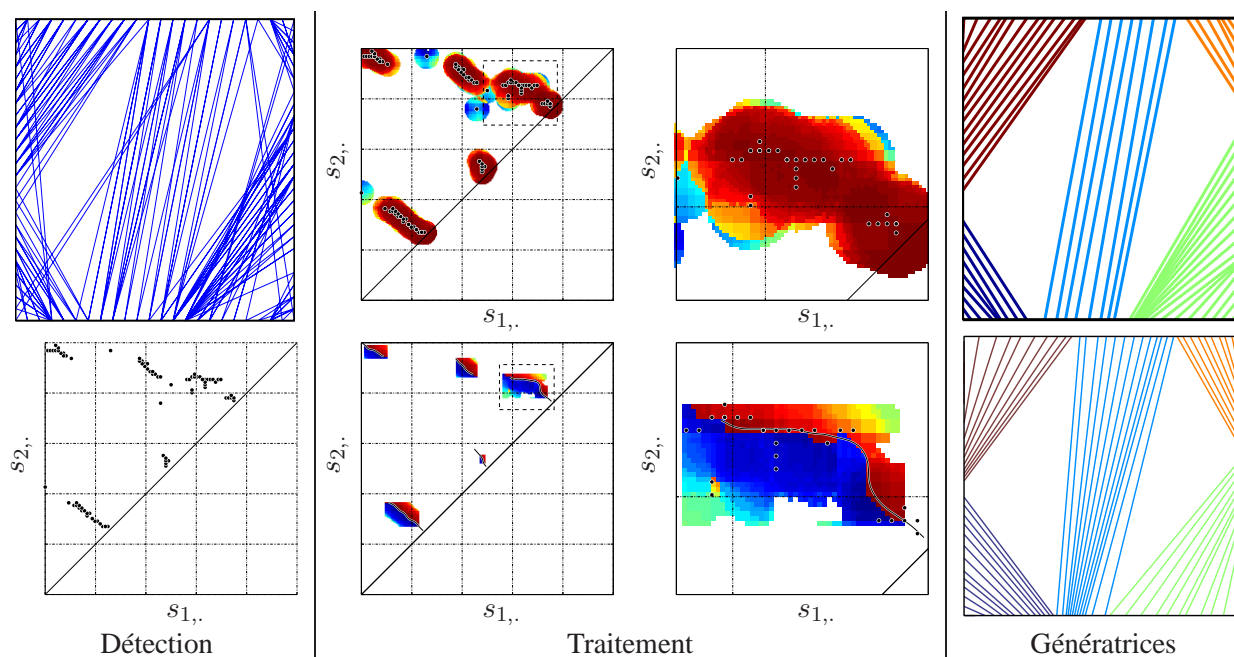 s2,.
s1,.
s2,.
s1,.
s2,.
s1,.
s2,.
s1,.
s2,.
s1,.
Détection
Traitement
Génératrices